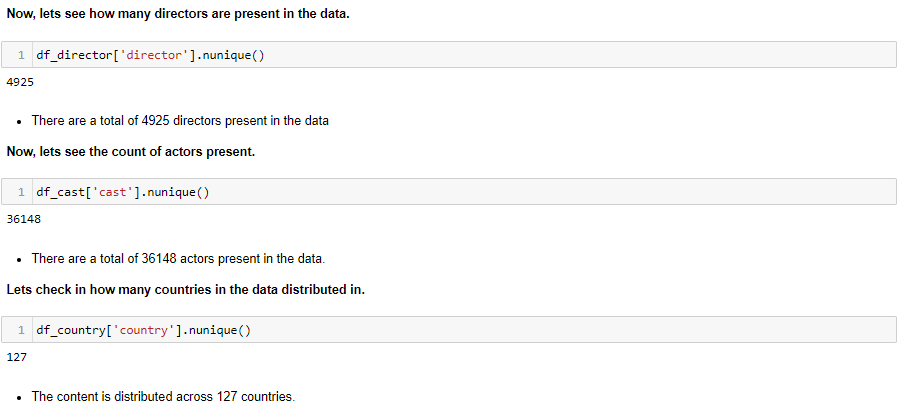 Now, lets see how many directors are present in the data.
1 df_director['director'].nunique()
4925
• There are a total of 4925 directors present in the data
Now, lets see the count of actors present.
1 df_cast['cast'].nunique()
36148
• There are a total of 36148 actors present in the data.
Lets check in how many countries in the data distributed in.
1 df_country['country'].nunique()
127
• The content is distributed across 127 countries.